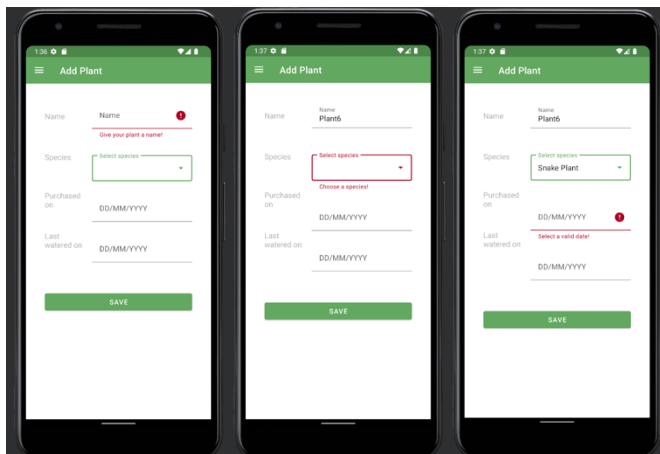 1:36
Add Plant
Name
Name
Give your plant a name!
Species
Select species
Purchased
on
DD/MM/YYYY
Last
watered on
DD/MM/YYYY
SAVE
1:37
Add Plant
Name
Name
Plant6
Species
Select species
Choose a species!
Purchased
on
DD/MM/YYYY
Last
watered on
DD/MM/YYYY
SAVE
1:37
Add Plant
Name
Name
Plant6
Species
Select species
Snake Plant
Purchased
on
DD/MM/YYYY
Select a valid date!
Last
watered on
DD/MM/YYYY
SAVE